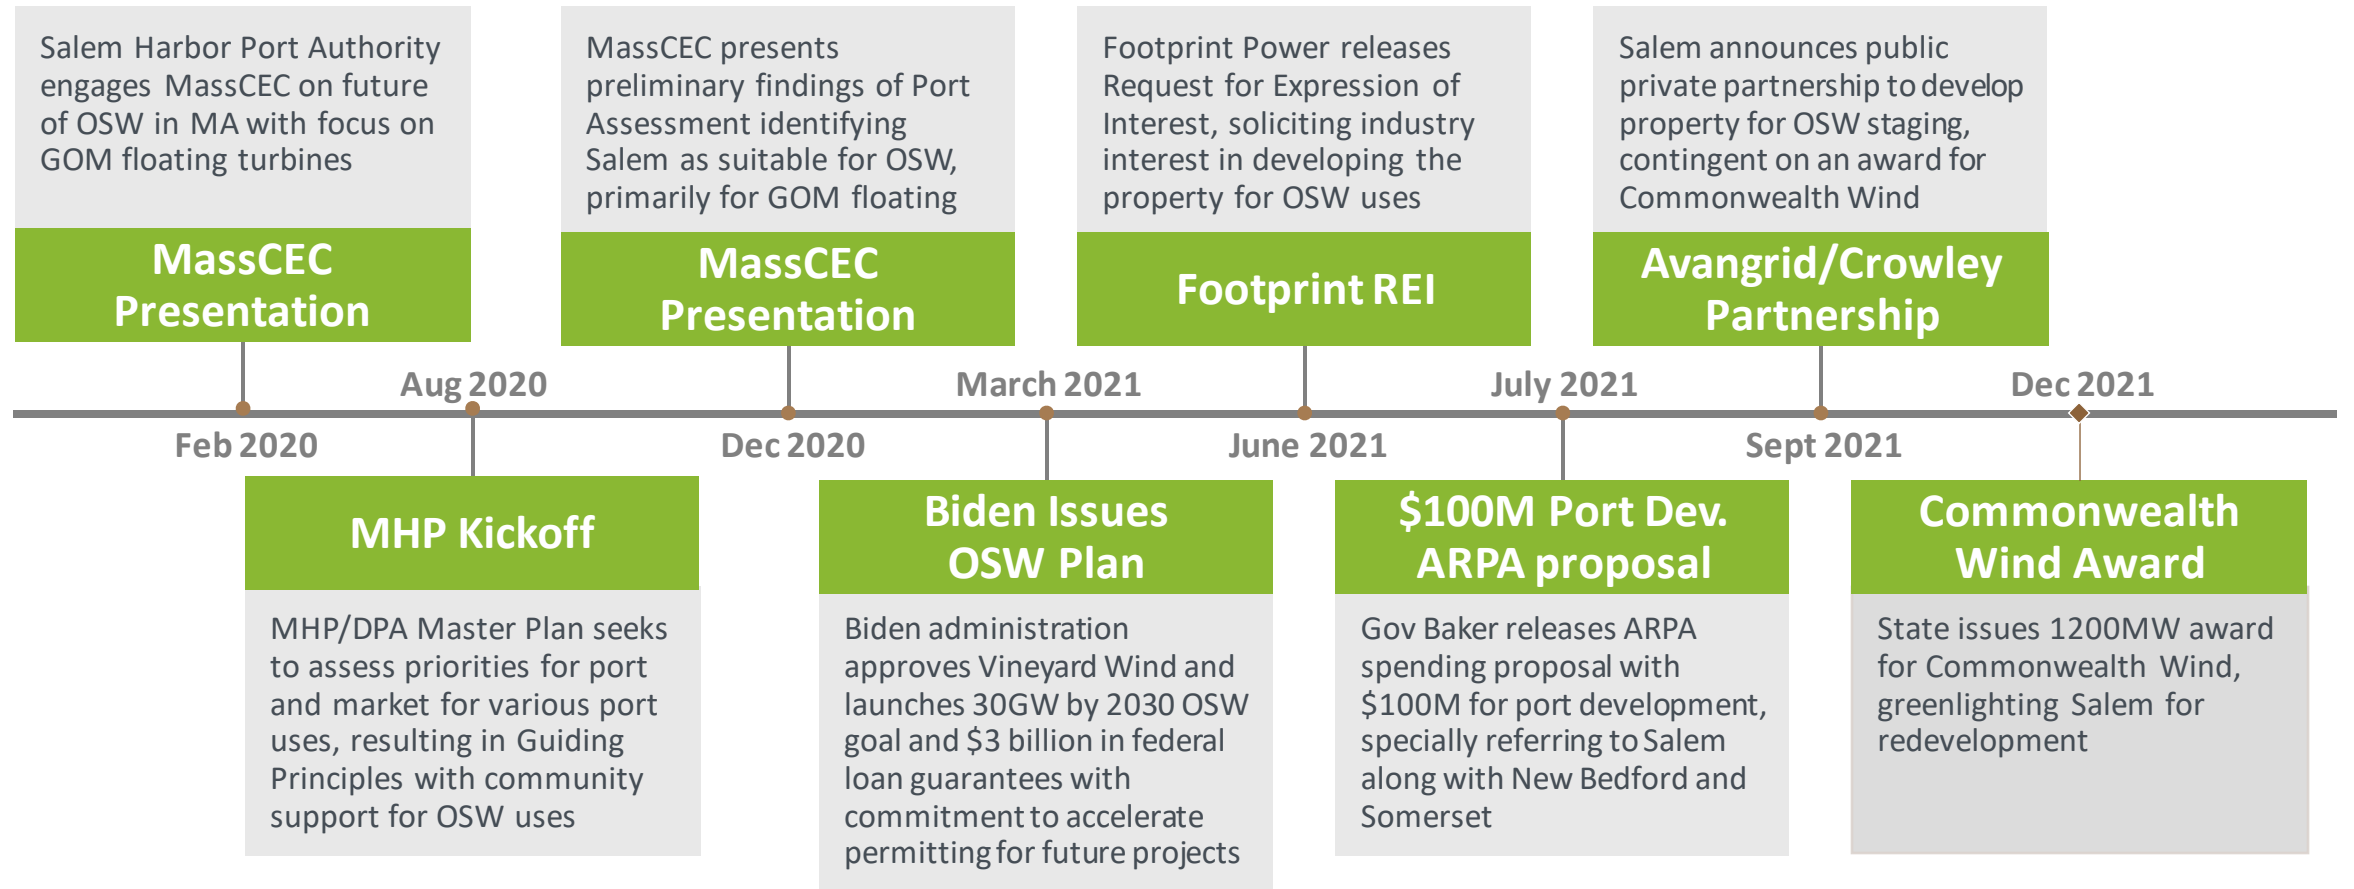 Salem Harbor Port Authority
engages MassCEC on future
of OSW in MA with focus on
GOM floating turbines
MassCEC
Presentation
Feb 2020
Aug 2020
MHP Kickoff
MHP/DPA Master Plan seeks
to assess priorities for port
and market for various port
uses, resulting in Guiding
Principles with community
support for OSW uses
MassCEC presents
preliminary findings of Port
Assessment identifying
Salem as suitable for OSW,
primarily for GOM floating
MassCEC
Presentation
Dec 2020
March 2021
Biden Issues
OSW Plan
Biden administration
approves Vineyard Wind and
launches 30GW by 2030 OSW
goal and $3 billion in federal
loan guarantees with
commitment to accelerate
permitting for future projects
Footprint Power releases
Request for Expression of
Interest, soliciting industry
interest in developing the
property for OSW uses
Footprint REI
June 2021
July 2021
$100M Port Dev.
ARPA proposal
Gov Baker releases ARPA
spending proposal with
$100M for port development,
specially referring to Salem
along with New Bedford and
Somerset
Salem announces public
private partnership to develop
property for OSW staging,
contingent on an award for
Commonwealth Wind
Avangrid/Crowley
Partnership
Sept 2021
Dec 2021
Commonwealth
Wind Award
State issues 1200MW award
for Commonwealth Wind,
greenlighting Salem for
redevelopment